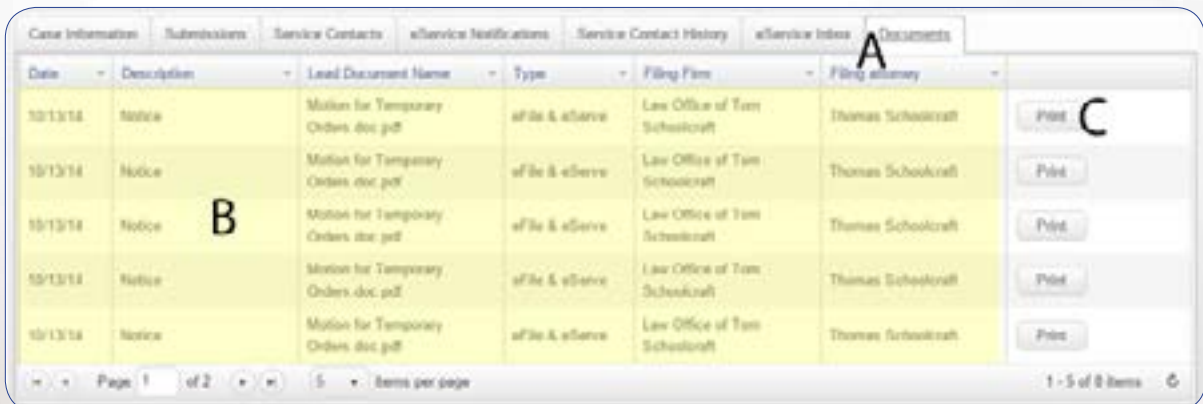 Case Information Submissions Service Contacts eService Notifications Service Contact History eService Inbox Documents
A
Date Description Lead Document Name Type Filing Firm Filing attorney
10/13/14 Notice Motion for Temporary Orders.doc.pdf eFile & eServe Law Office of Tom Schoolcraft Thomas Schoolcraft Print C
10/13/14 Notice Motion for Temporary Orders.doc.pdf eFile & eServe Law Office of Tom Schoolcraft Thomas Schoolcraft Print
10/13/14 Notice B Motion for Temporary Orders.doc.pdf eFile & eServe Law Office of Tom Schoolcraft Thomas Schoolcraft Print
10/13/14 Notice Motion for Temporary Orders.doc.pdf eFile & eServe Law Office of Tom Schoolcraft Thomas Schoolcraft Print
10/13/14 Notice Motion for Temporary Orders.doc.pdf eFile & eServe Law Office of Tom Schoolcraft Thomas Schoolcraft Print
Page 1 of 2 5 items per page 1 - 5 of 8 items